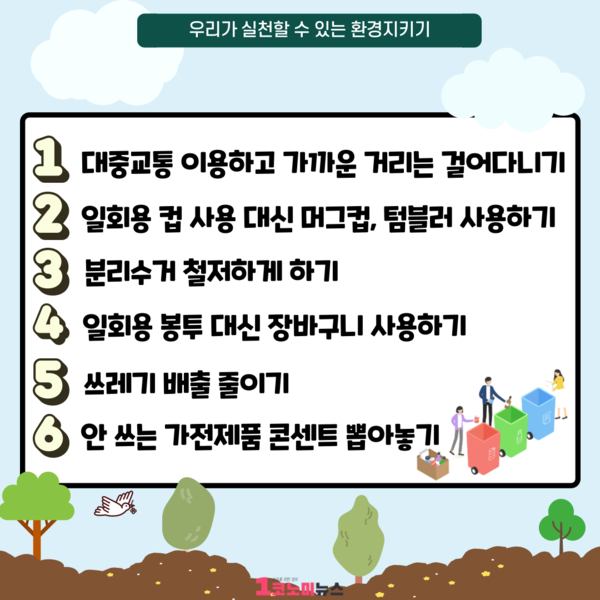 우리가 실천할 수 있는 환경지키기
1 대중교통 이용하고 가까운 거리는 걸어다니기
2 일회용 컵 사용 대신 머그컵, 텀블러 사용하기
3 분리수거 철저하게 하기
4 일회용 봉투 대신 장바구니 사용하기
5 쓰레기 배출 줄이기
6 안 쓰는 가전제품 콘센트 뽑아놓기
1코노미뉴스